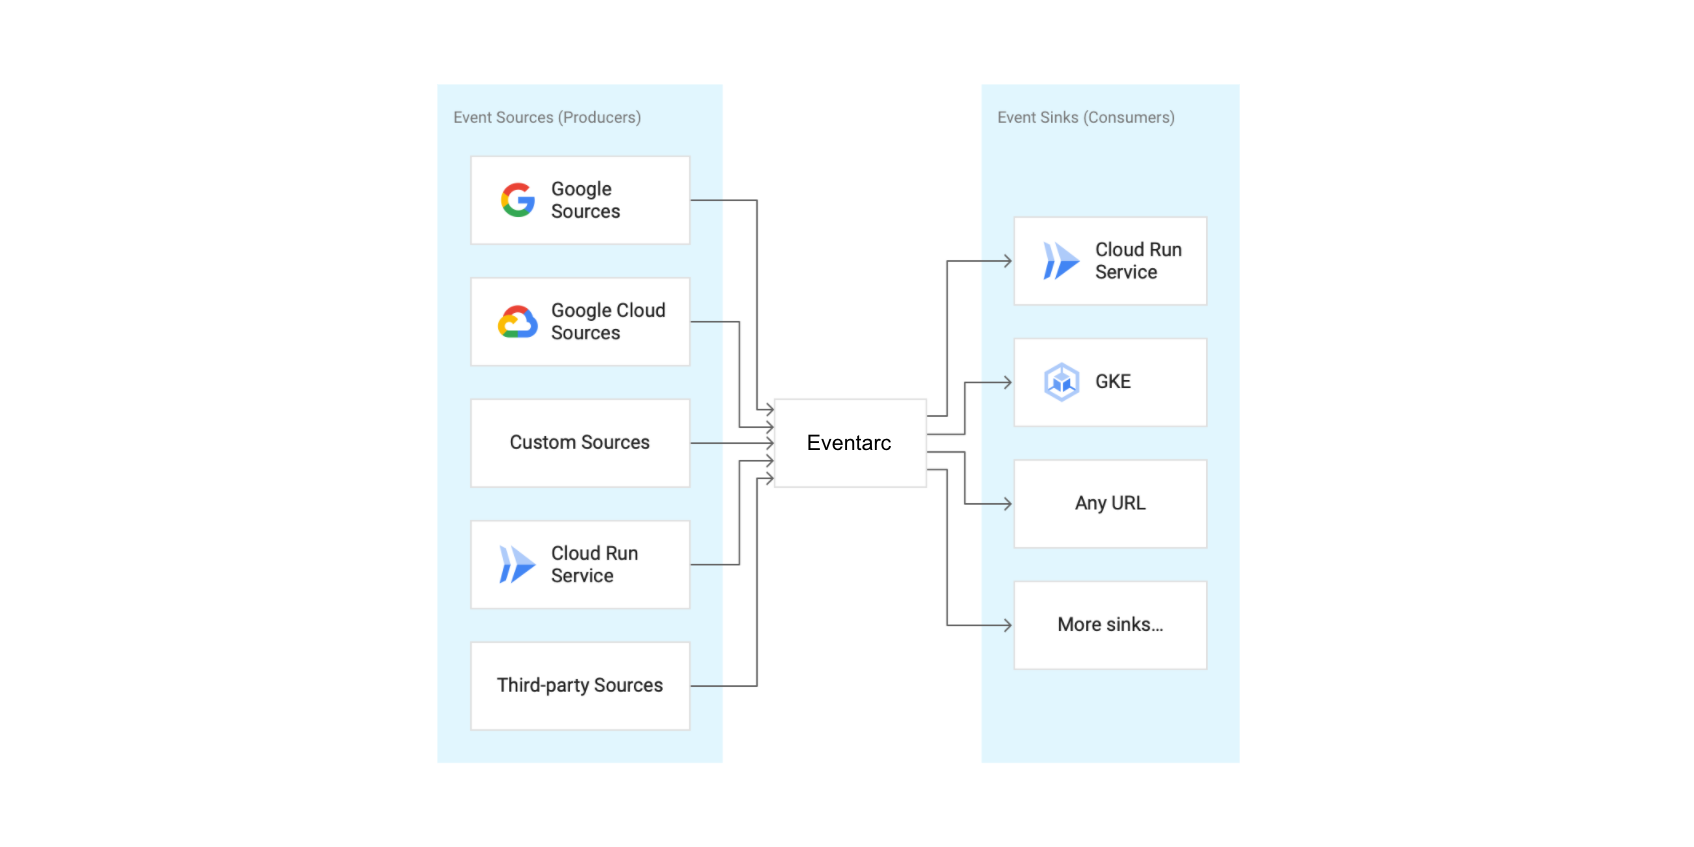 Event Sources (Producers)
Google
Sources
Google Cloud
Sources
Custom Sources
Cloud Run
Service
Third-party Sources
Eventarc
Event Sinks (Consumers)
Cloud Run
Service
GKE
Any URL
More sinks...